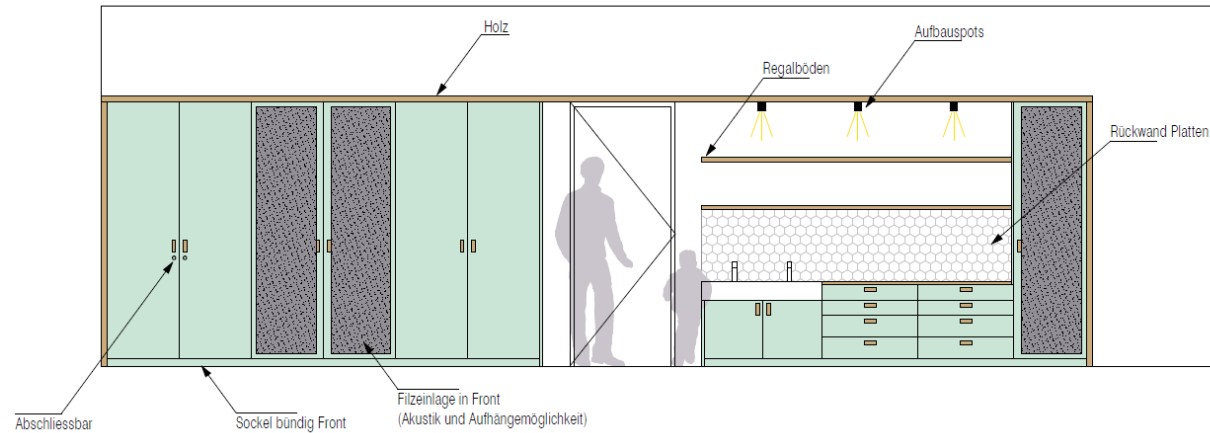 Holz
Aufbauspots
Regalböden
Rückwand Platten
Filzeinlage in Front
(Akustik und Aufhängemöglichkeit)
Abschliessbar
Sockel bündig Front